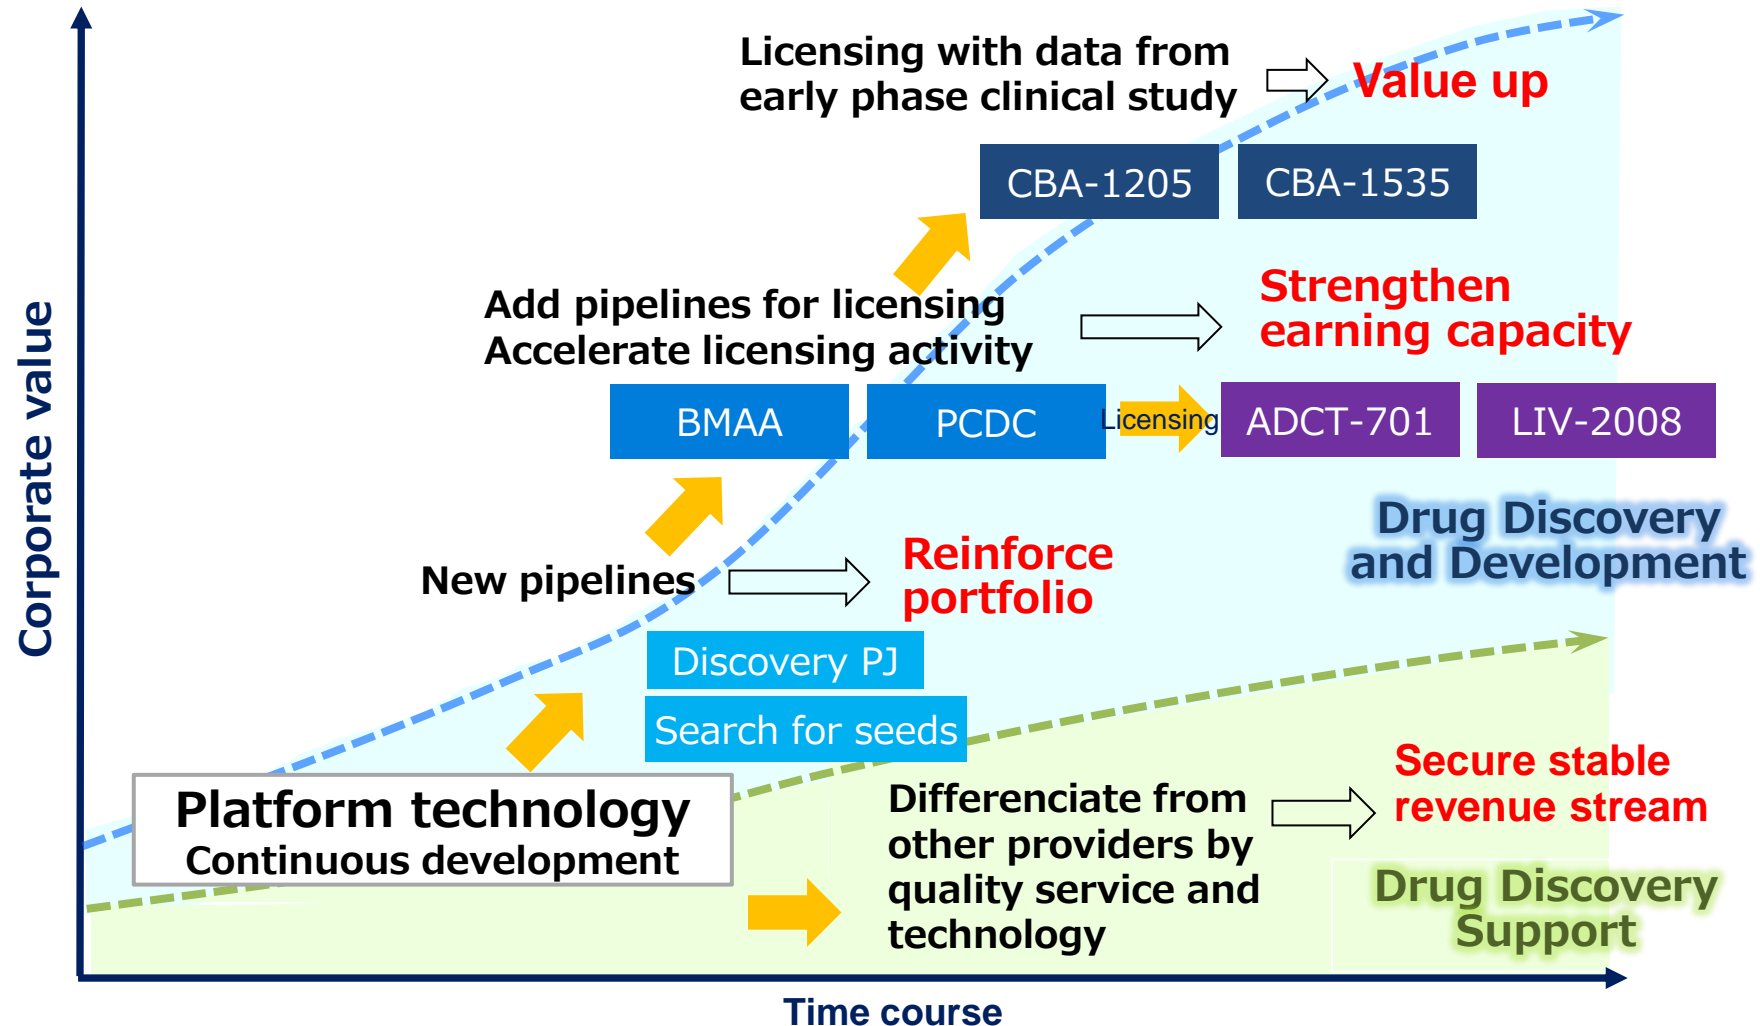 Licensing with data from
early phase clinical study
Value up
CBA-1205
CBA-1535
Add pipelines for licensing
Accelerate licensing activity
Strengthen
earning capacity
BMAA
PCDC
Licensing
ADCT-701
LIV-2008
Drug Discovery
and Development
New pipelines
Reinforce
portfolio
Discovery PJ
Search for seeds
Platform technology
Continuous development
Differenciate from
other providers by
quality service and
technology
Secure stable
revenue stream
Drug Discovery
Support
Corporate value
Time course